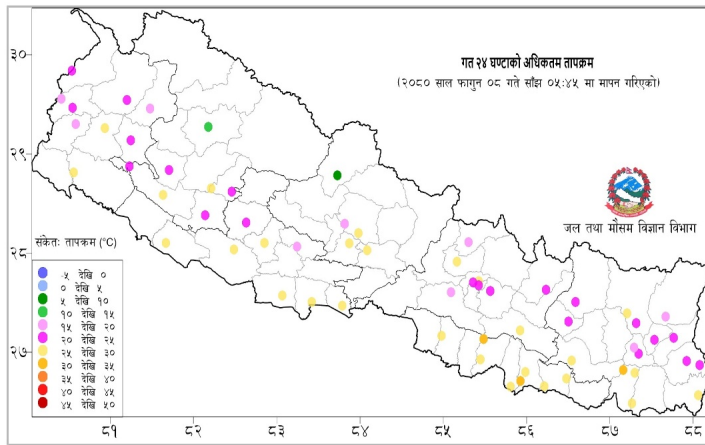 गत २४ घण्टाको अधिकतम तापक्रम
(२०८० साल फागुन ०८ गते साँझ ०५:४५ मा मापन गरिएको)
३०
२९
२८
२७
जल तथा मौसम विज्ञान विभाग
संकेतः तापक्रम (°C)
-५ देखि ०
० देखि ५
५ देखि १०
१० देखि १५
१५ देखि २०
२० देखि २५
२५ देखि ३०
३० देखि ३५
३५ देखि ४०
४० देखि ४५
४५ देखि ५०
८१ ८२ ८३ ८४ ८५ ८६ ८७ ८८